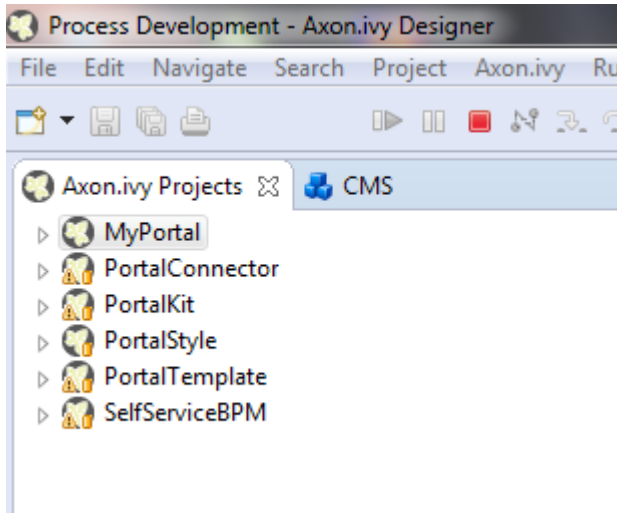 Process Development - Axon.ivy Designer
File Edit Navigate Search Project Axon.ivy Ru
Axon.ivy Projects CMS
MyPortal
PortalConnector
PortalKit
PortalStyle
PortalTemplate
SelfServiceBPM